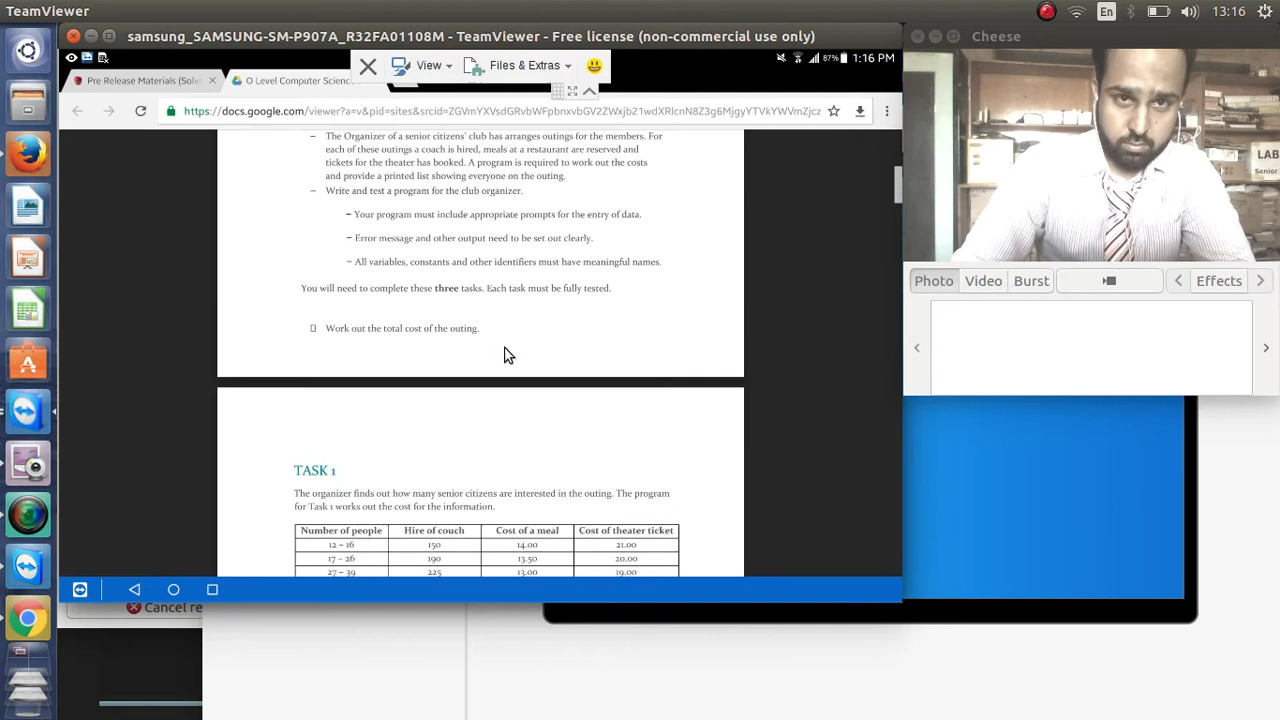 TeamViewer
En
13:16
samsung_SAMSUNG-SM-P907A_R32FA01108M - TeamViewer - Free license (non-commercial use only)
Cheese
View
Files & Extras
87%
1:16 PM
Pre Release Materials (Solve
O Level Computer Science
https://docs.google.com/viewer?a=v&pid=sites&srcid=ZGVmYXVsdGRvbWFpbnxvbGV2ZWxjb21wdXRlcnN8Z3g6MjgyYTVkYWVmZjcz
– The Organizer of a senior citizens' club has arranges outings for the members. For
each of these outings a coach is hired, meals at a restaurant are reserved and
tickets for the theater has booked. A program is required to work out the costs
and provide a printed list showing everyone on the outing.
– Write and test a program for the club organizer.
– Your program must include appropriate prompts for the entry of data.
– Error message and other output need to be set out clearly.
– All variables, constants and other identifiers must have meaningful names.
You will need to complete these three tasks. Each task must be fully tested.
Work out the total cost of the outing.
TASK 1
The organizer finds out how many senior citizens are interested in the outing. The program
for Task 1 works out the cost for the information.
Number of people Hire of couch Cost of a meal Cost of theater ticket
12 – 16 150 14.00 21.00
17 – 26 190 13.50 20.00
27 – 39 225 13.00 19.00
LAB
Senior
Photo Video Burst Effects
Cancel re